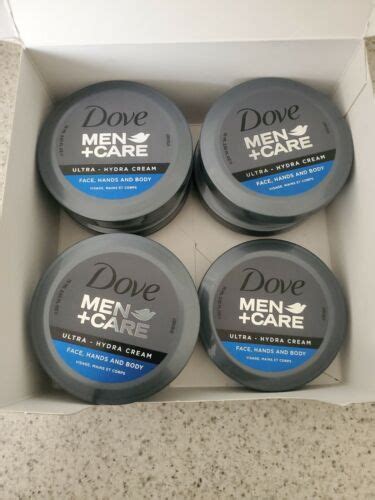 Dove
MEN
+CARE
ULTRA - HYDRA CREAM
FACE, HANDS AND BODY
VISAGE, MAINS ET CORPS
Dove
MEN
+CARE
ULTRA - HYDRA CREAM
FACE, HANDS AND BODY
VISAGE, MAINS ET CORPS
Dove
MEN
+CARE
ULTRA - HYDRA CREAM
FACE, HANDS AND BODY
VISAGE, MAINS ET CORPS
Dove
MEN
+CARE
ULTRA - HYDRA CREAM
FACE, HANDS AND BODY
VISAGE, MAINS ET CORPS